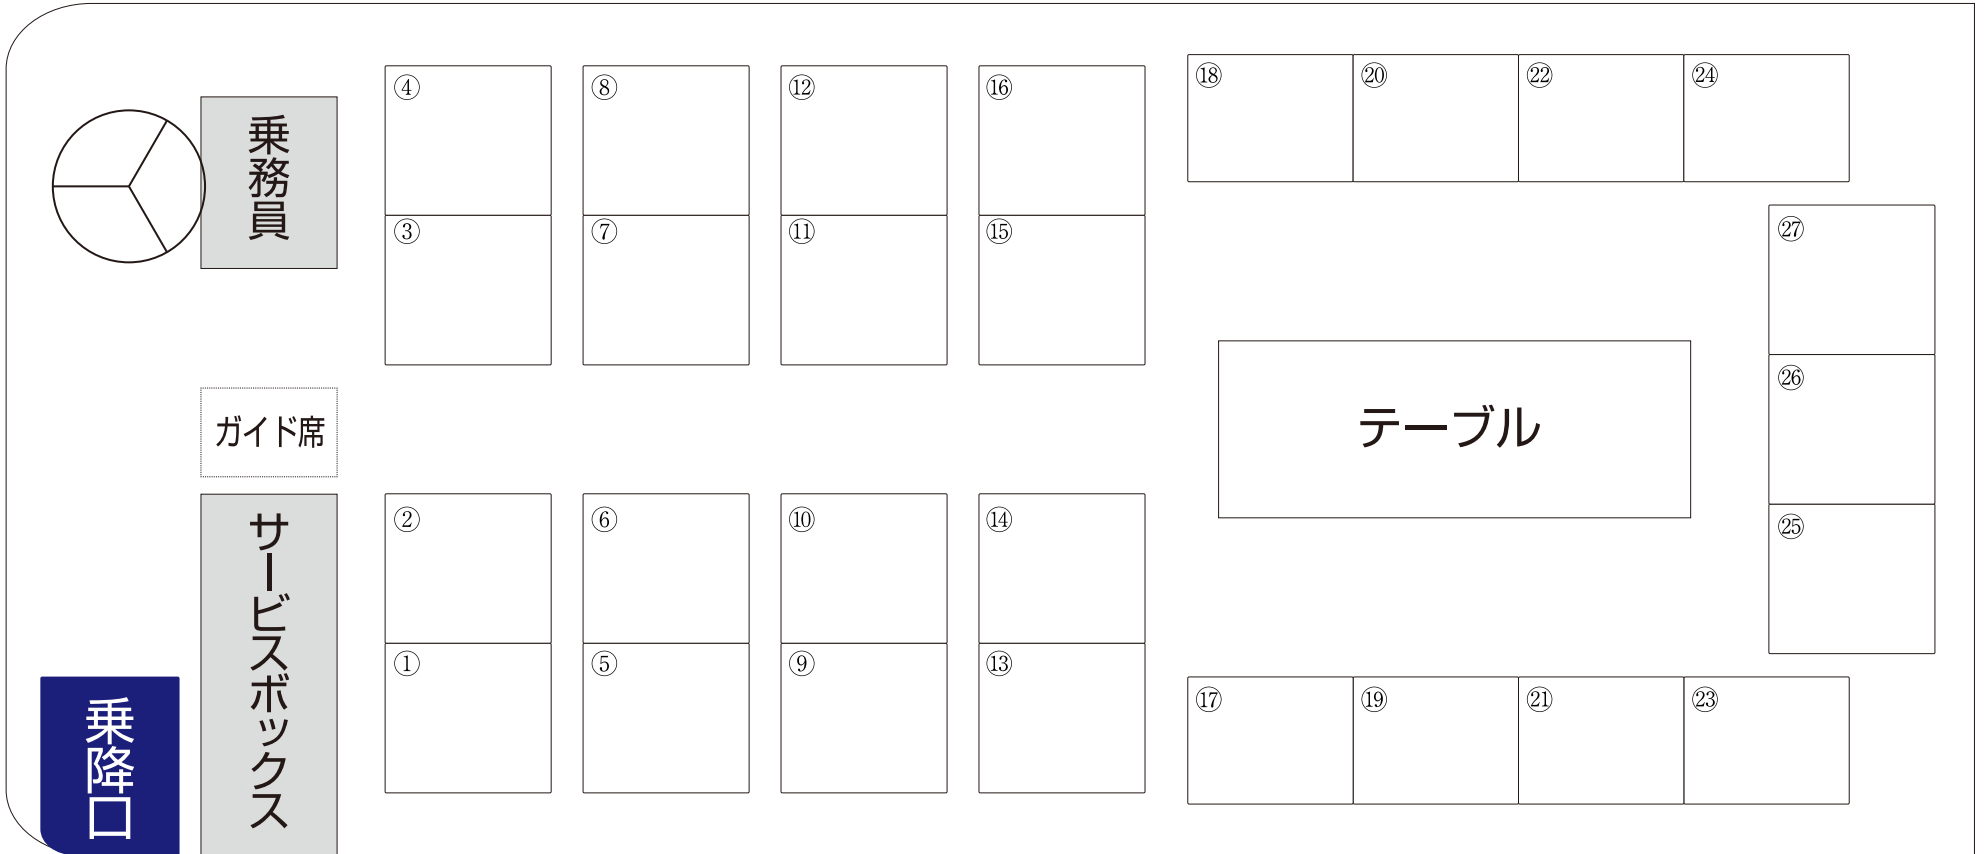 ④ ⑧ ⑫ ⑯ ⑱ ⑳ ㉒ ㉔
乗務員
③ ⑦ ⑪ ⑮ ㉗
㉖
ガイド席
テーブル
② ⑥ ⑩ ⑭ ㉕
サービスボックス
① ⑤ ⑨ ⑬ ⑰ ⑲ ㉑ ㉓
乗降口